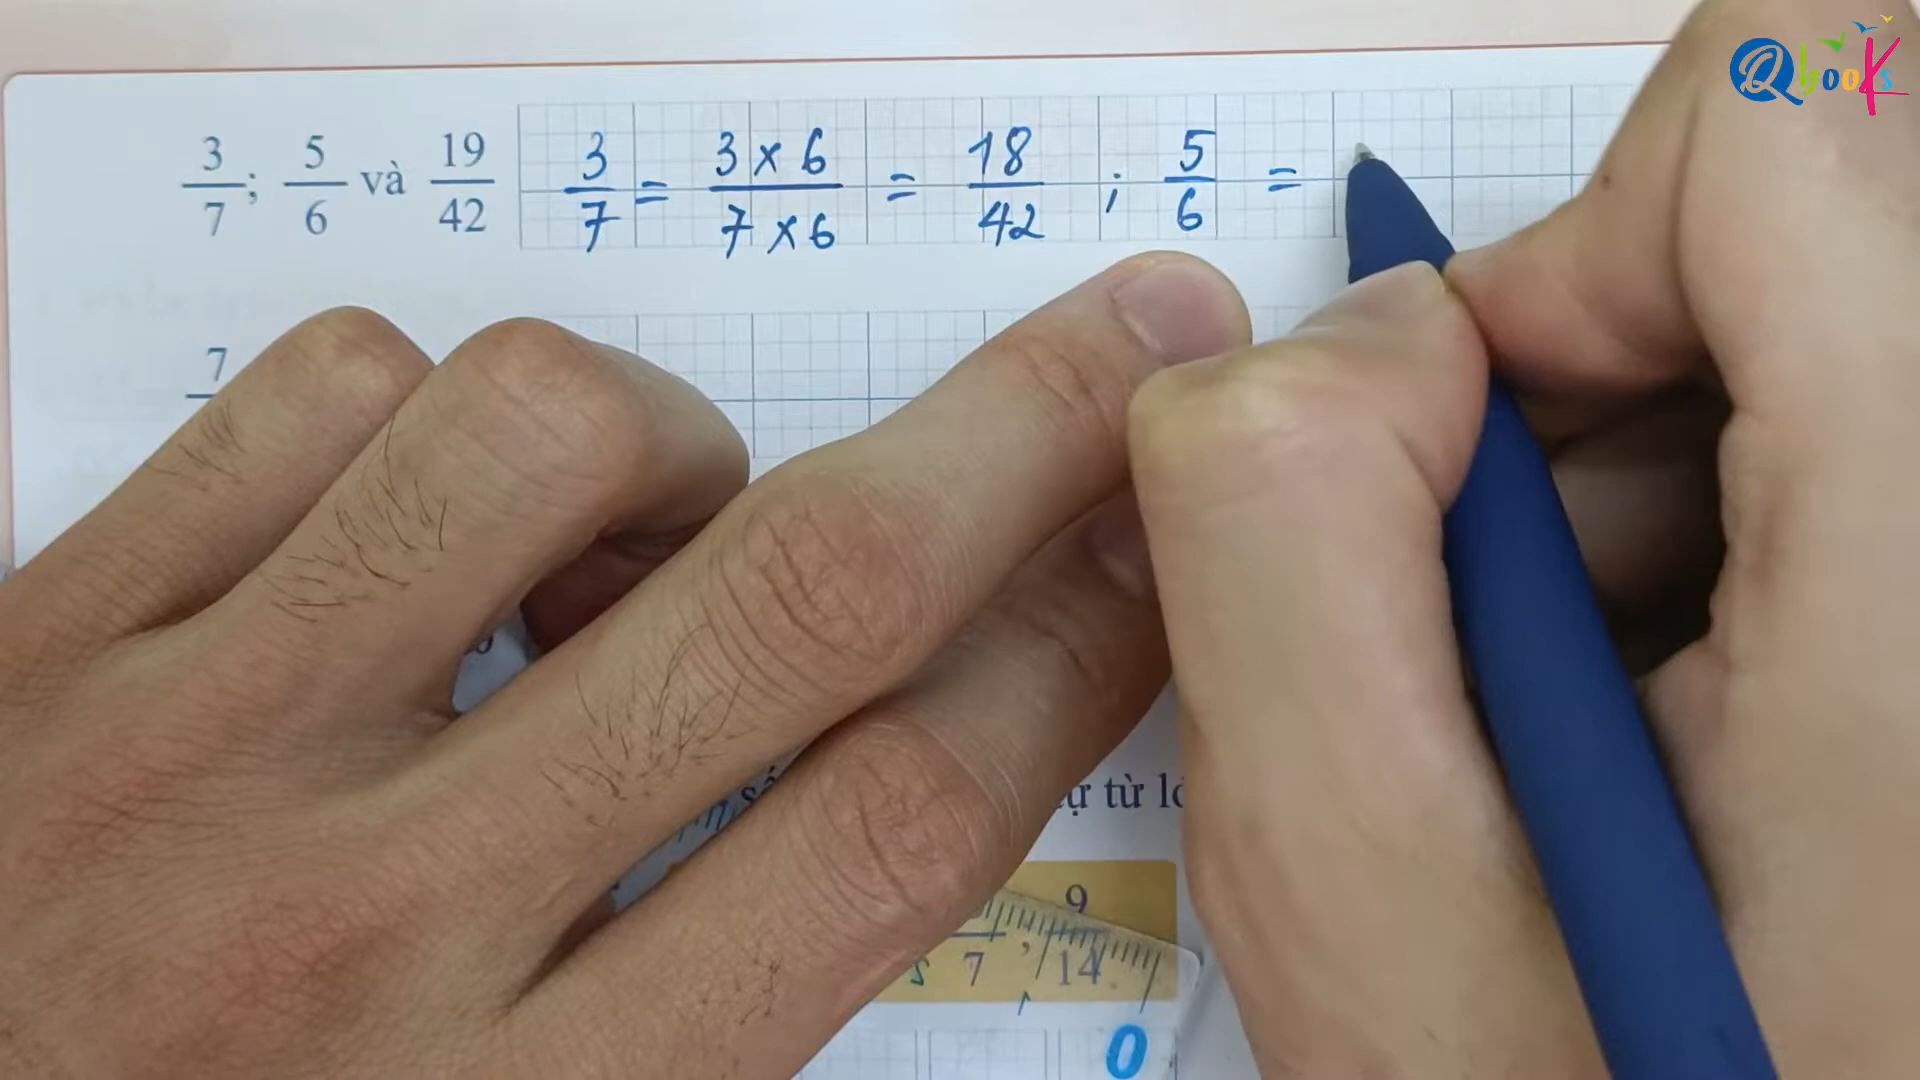 Qbooks
3/7; 5/6 và 19/42 3/7 = 3 x 6/7 x 6 = 18/42 ; 5/6 =
7
ự từ
9
7 ; 14
0